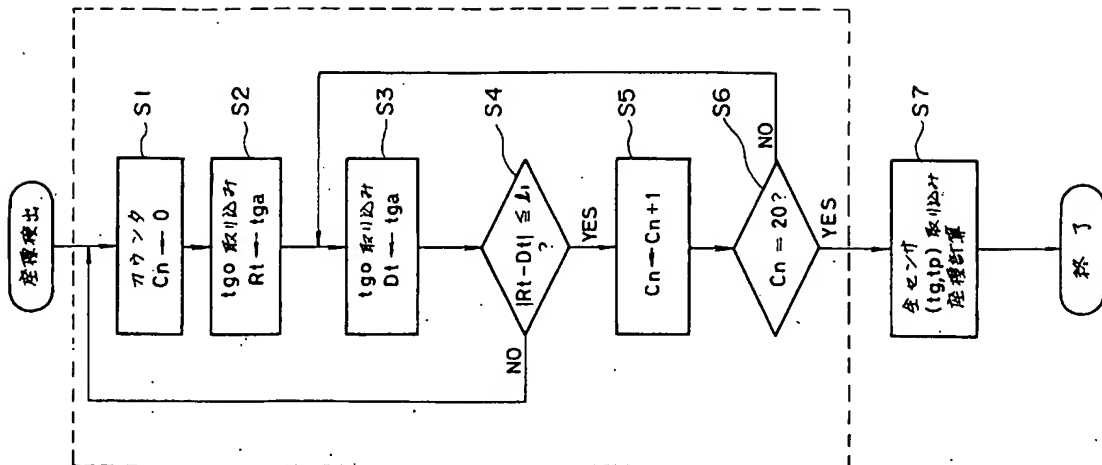 座標検出
カウンタ
Cn ← 0
S1
tgo 取り込み
Rt ← tga
S2
tgo 取り込み
Dt ← tga
S3
|Rt-Dt| ≦ ℓ₁
?
S4
NO
YES
Cn ← Cn+1
S5
Cn = 20?
S6
NO
YES
全センサ
(tg,tp) 取り込み
座標計算
S7
終了